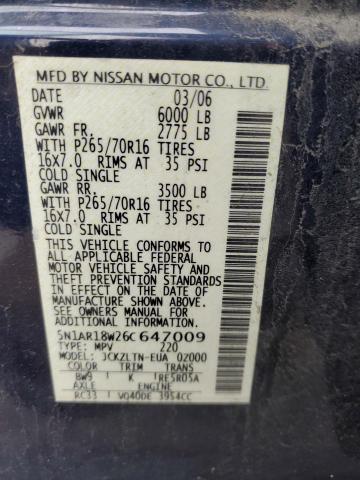 MFD BY NISSAN MOTOR CO., LTD.
DATE 03/06
GVWR 6000 LB
GAWR FR. 2775 LB
WITH P265/70R16 TIRES
16X7.0 RIMS AT 35 PSI
COLD SINGLE
GAWR RR. 3500 LB
WITH P265/70R16 TIRES
16X7.0 RIMS AT 35 PSI
COLD SINGLE
THIS VEHICLE CONFORMS TO
ALL APPLICABLE FEDERAL
MOTOR VEHICLE SAFETY AND
THEFT PREVENTION STANDARDS
IN EFFECT ON THE DATE OF
MANUFACTURE SHOWN ABOVE.
SEE OWNERS MANUAL FOR
ADDITIONAL INFORMATION
5N1AR18W26C647009
TYPE: MPV 220
MODEL: JCKZLTN-EUA 02000
COLOR TRIM TRANS
BW9 K RE5R05A
AXLE ENGINE
RC33 VQ40DE 3954CC